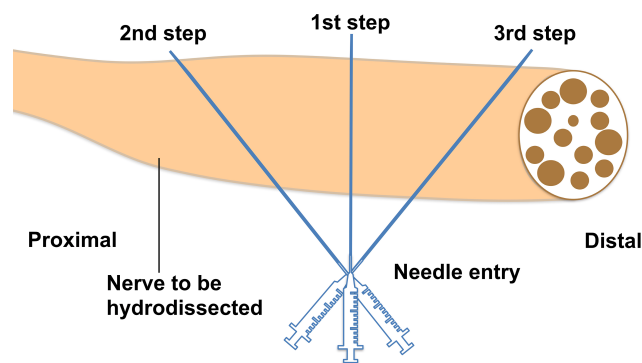 2nd step
1st step
3rd step
Proximal
Distal
Nerve to be
hydrodissected
Needle entry